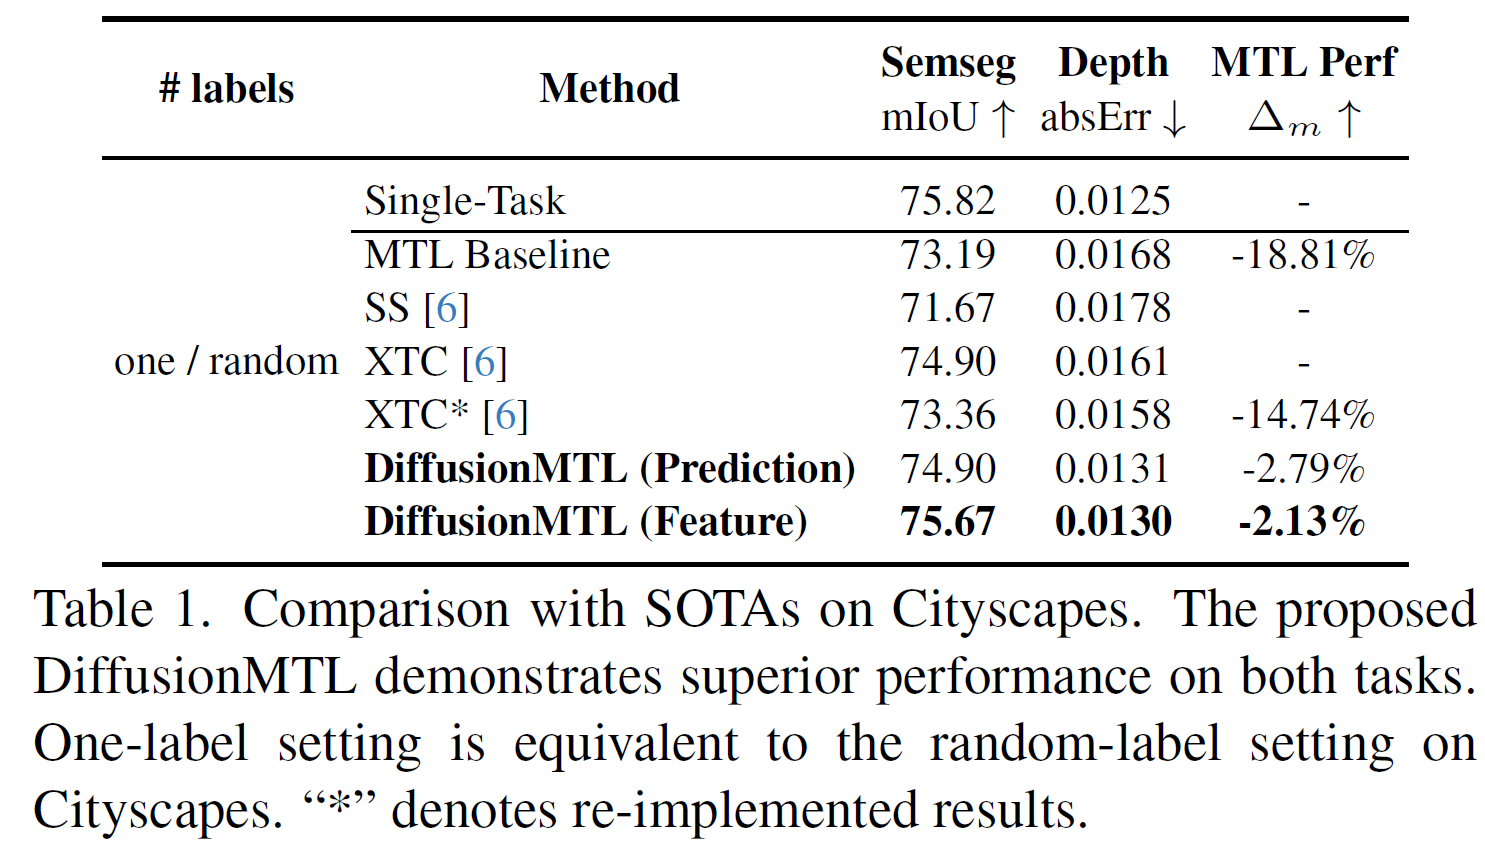 # labels Method Semseg Depth MTL Perf
mIoU ↑ absErr ↓ Δm ↑
Single-Task 75.82 0.0125 -
MTL Baseline 73.19 0.0168 -18.81%
SS [6] 71.67 0.0178 -
one / random XTC [6] 74.90 0.0161 -
XTC* [6] 73.36 0.0158 -14.74%
DiffusionMTL (Prediction) 74.90 0.0131 -2.79%
DiffusionMTL (Feature) 75.67 0.0130 -2.13%
Table 1. Comparison with SOTAs on Cityscapes. The proposed
DiffusionMTL demonstrates superior performance on both tasks.
One-label setting is equivalent to the random-label setting on
Cityscapes. “*” denotes re-implemented results.